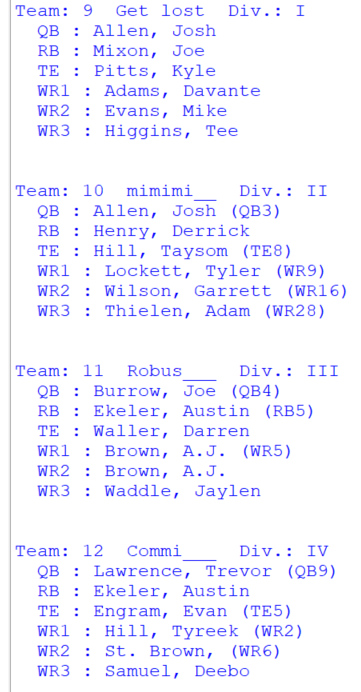 Team: 9  Get lost  Div.: I
QB : Allen, Josh
RB : Mixon, Joe
TE : Pitts, Kyle
WR1 : Adams, Davante
WR2 : Evans, Mike
WR3 : Higgins, Tee
Team: 10  mimimi__  Div.: II
QB : Allen, Josh (QB3)
RB : Henry, Derrick
TE : Hill, Taysom (TE8)
WR1 : Lockett, Tyler (WR9)
WR2 : Wilson, Garrett (WR16)
WR3 : Thielen, Adam (WR28)
Team: 11  Robus___  Div.: III
QB : Burrow, Joe (QB4)
RB : Ekeler, Austin (RB5)
TE : Waller, Darren
WR1 : Brown, A.J. (WR5)
WR2 : Brown, A.J.
WR3 : Waddle, Jaylen
Team: 12  Commi___  Div.: IV
QB : Lawrence, Trevor (QB9)
RB : Ekeler, Austin
TE : Engram, Evan (TE5)
WR1 : Hill, Tyreek (WR2)
WR2 : St. Brown, (WR6)
WR3 : Samuel, Deebo